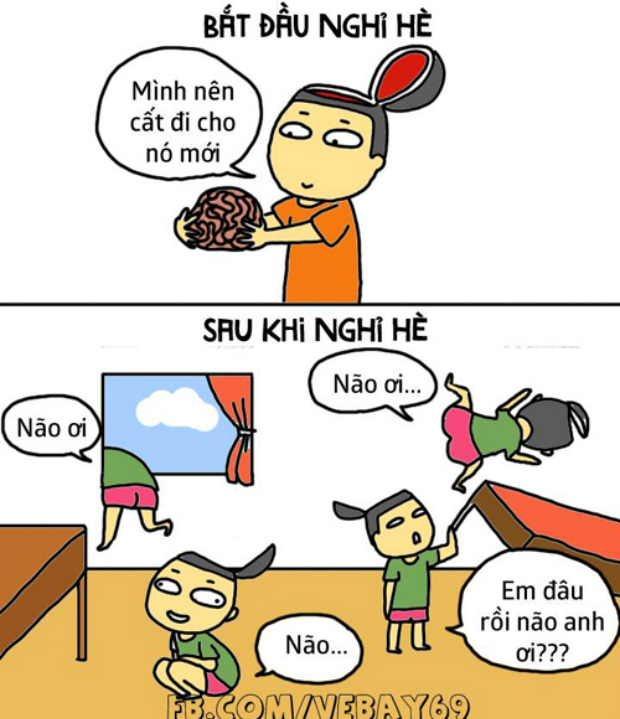 BẮT ĐẦU NGHỈ HÈ
Mình nên
cất đi cho
nó mới
SAU KHI NGHỈ HÈ
Não ơi...
Não ơi
Em đâu
rồi não anh
ơi???
Não...
FB.COM/VEBAY69